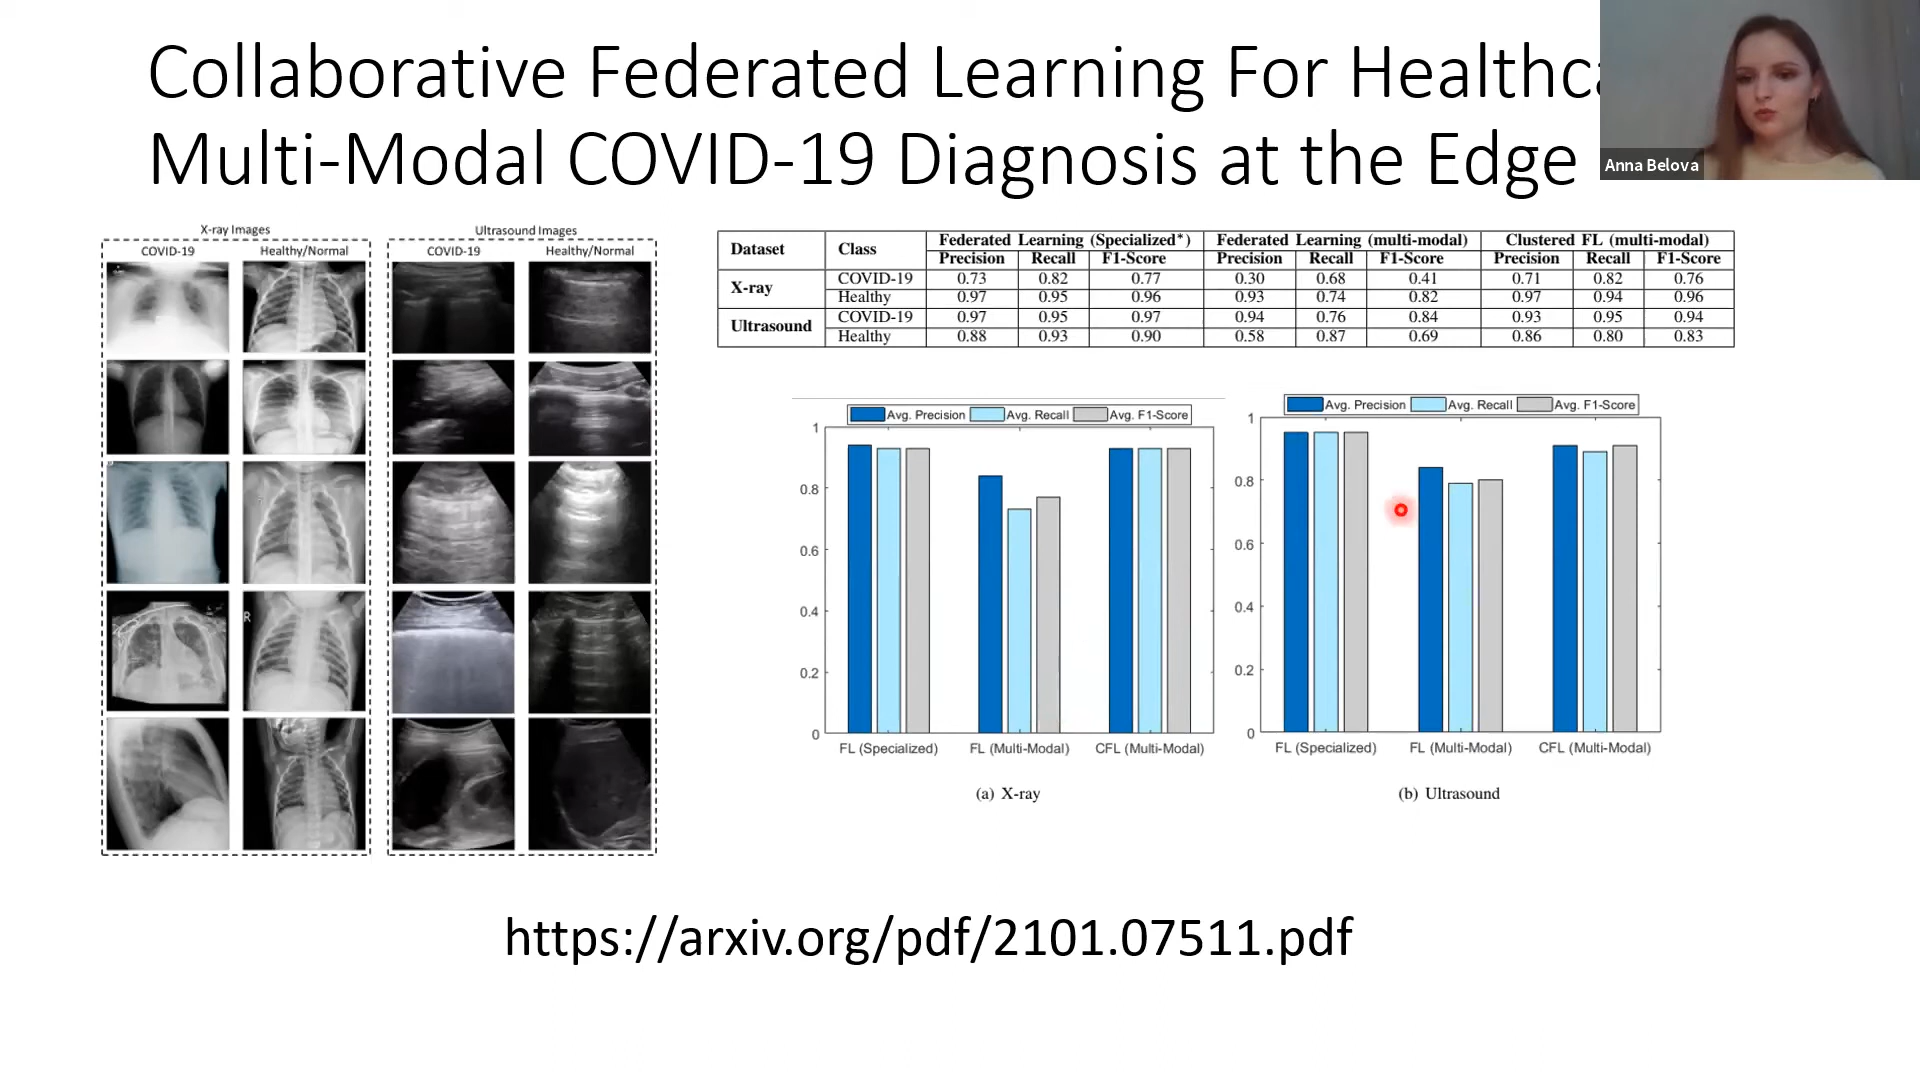 Collaborative Federated Learning For Healthc
Multi-Modal COVID-19 Diagnosis at the Edge
Anna Belova
X-ray Images
COVID-19 Healthy/Normal
Ultrasound Images
COVID-19 Healthy/Normal
R
Dataset Class Federated Learning (Specialized*) Federated Learning (multi-modal) Clustered FL (multi-modal)
Precision Recall F1-Score Precision Recall F1-Score Precision Recall F1-Score
X-ray COVID-19 0.73 0.82 0.77 0.30 0.68 0.41 0.71 0.82 0.76
Healthy 0.97 0.95 0.96 0.93 0.74 0.82 0.97 0.94 0.96
Ultrasound COVID-19 0.97 0.95 0.97 0.94 0.76 0.84 0.93 0.95 0.94
Healthy 0.88 0.93 0.90 0.58 0.87 0.69 0.86 0.80 0.83
Avg. Precision Avg. Recall Avg. F1-Score
1
0.8
0.6
0.4
0.2
0
FL (Specialized) FL (Multi-Modal) CFL (Multi-Modal)
(a) X-ray
Avg. Precision Avg. Recall Avg. F1-Score
1
0.8
0.6
0.4
0.2
0
FL (Specialized) FL (Multi-Modal) CFL (Multi-Modal)
(b) Ultrasound
https://arxiv.org/pdf/2101.07511.pdf